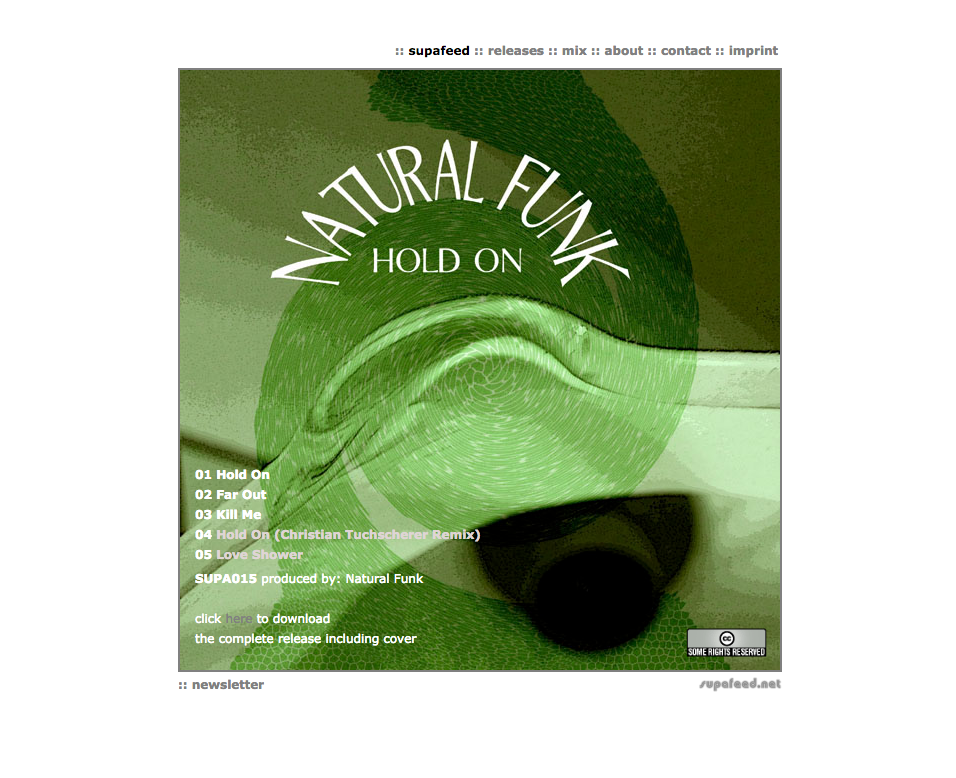 :: supafeed :: releases :: mix :: about :: contact :: imprint
NATURAL FUNK
HOLD ON
01 Hold On
02 Far Out
03 Kill Me
04 Hold On (Christian Tuchscherer Remix)
05 Love Shower
SUPA015 produced by: Natural Funk
click here to download
the complete release including cover
cc
SOME RIGHTS RESERVED
:: newsletter
supafeed.net